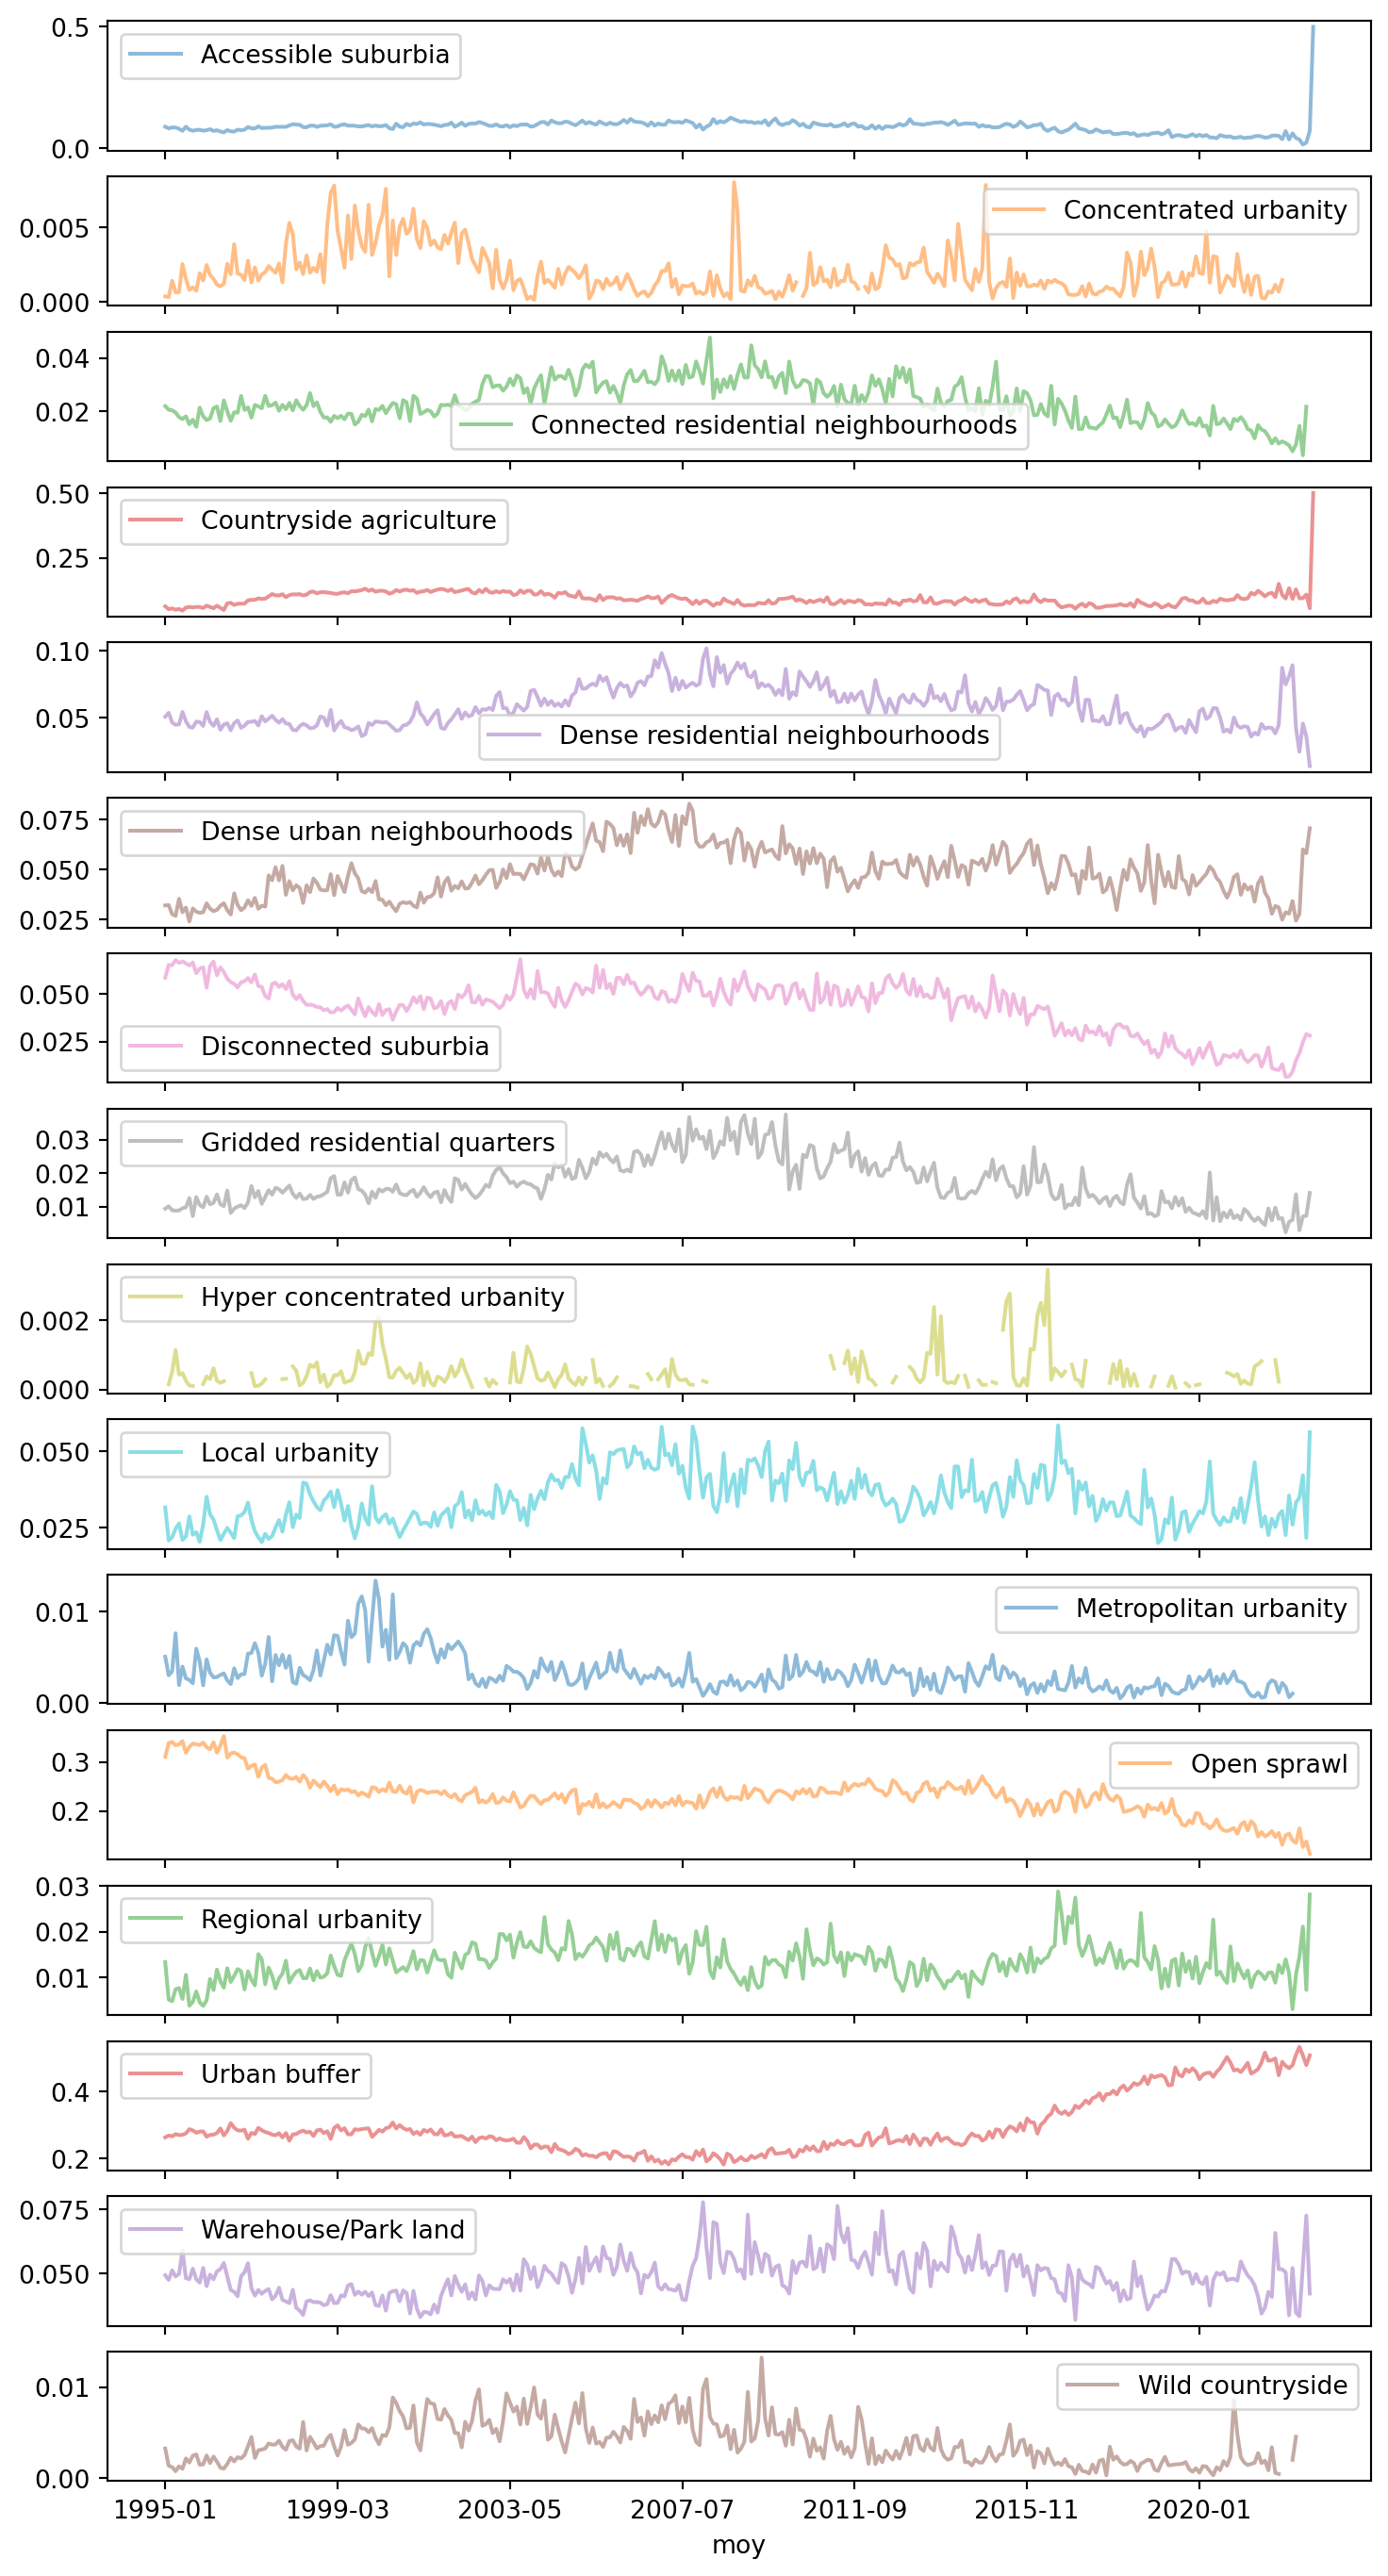 0.5
Accessible suburbia
0.0
0.005
Concentrated urbanity
0.000
0.04
0.02
Connected residential neighbourhoods
0.50
Countryside agriculture
0.25
0.10
0.05
Dense residential neighbourhoods
0.075
Dense urban neighbourhoods
0.050
0.025
0.050
0.025
Disconnected suburbia
0.03
Gridded residential quarters
0.02
0.01
Hyper concentrated urbanity
0.002
0.000
0.050
Local urbanity
0.025
Metropolitan urbanity
0.01
0.00
0.3
Open sprawl
0.2
0.03
Regional urbanity
0.02
0.01
Urban buffer
0.4
0.2
0.075
Warehouse/Park land
0.050
Wild countryside
0.01
0.00
1995-01 1999-03 2003-05 2007-07 2011-09 2015-11 2020-01
moy